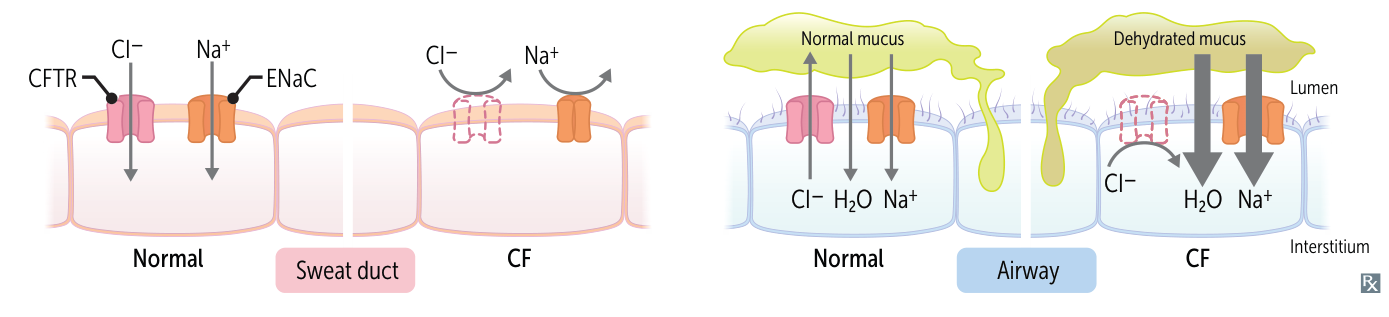 Cl−
Na+
CFTR
ENaC
Normal
Sweat duct
Cl−
Na+
CF
Normal mucus
Cl−
H₂O
Na+
Normal
Airway
Dehydrated mucus
Lumen
Cl−
H₂O
Na+
CF
Interstitium
Rx